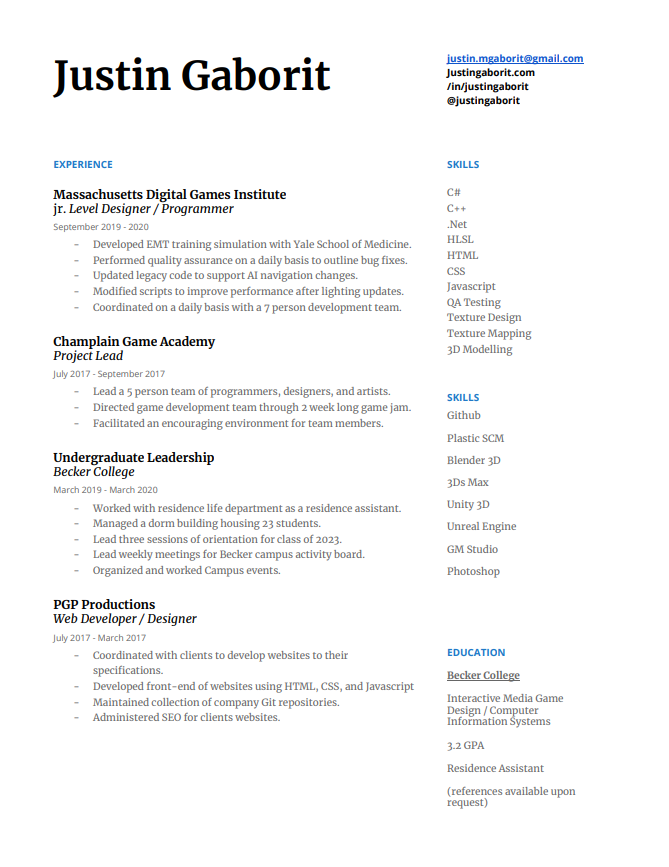 Justin Gaborit
justin.mgaborit@gmail.com
Justingaborit.com
/in/justingaborit
@justingaborit
EXPERIENCE
Massachusetts Digital Games Institute
jr. Level Designer / Programmer
September 2019 - 2020
- Developed EMT training simulation with Yale School of Medicine.
- Performed quality assurance on a daily basis to outline bug fixes.
- Updated legacy code to support AI navigation changes.
- Modified scripts to improve performance after lighting updates.
- Coordinated on a daily basis with a 7 person development team.
Champlain Game Academy
Project Lead
July 2017 - September 2017
- Lead a 5 person team of programmers, designers, and artists.
- Directed game development team through 2 week long game jam.
- Facilitated an encouraging environment for team members.
Undergraduate Leadership
Becker College
March 2019 - March 2020
- Worked with residence life department as a residence assistant.
- Managed a dorm building housing 23 students.
- Lead three sessions of orientation for class of 2023.
- Lead weekly meetings for Becker campus activity board.
- Organized and worked Campus events.
PGP Productions
Web Developer / Designer
July 2017 - March 2017
- Coordinated with clients to develop websites to their
specifications.
- Developed front-end of websites using HTML, CSS, and Javascript
- Maintained collection of company Git repositories.
- Administered SEO for clients websites.
SKILLS
C#
C++
.Net
HLSL
HTML
CSS
Javascript
QA Testing
Texture Design
Texture Mapping
3D Modelling
SKILLS
Github
Plastic SCM
Blender 3D
3Ds Max
Unity 3D
Unreal Engine
GM Studio
Photoshop
EDUCATION
Becker College
Interactive Media Game
Design / Computer
Information Systems
3.2 GPA
Residence Assistant
(references available upon
request)